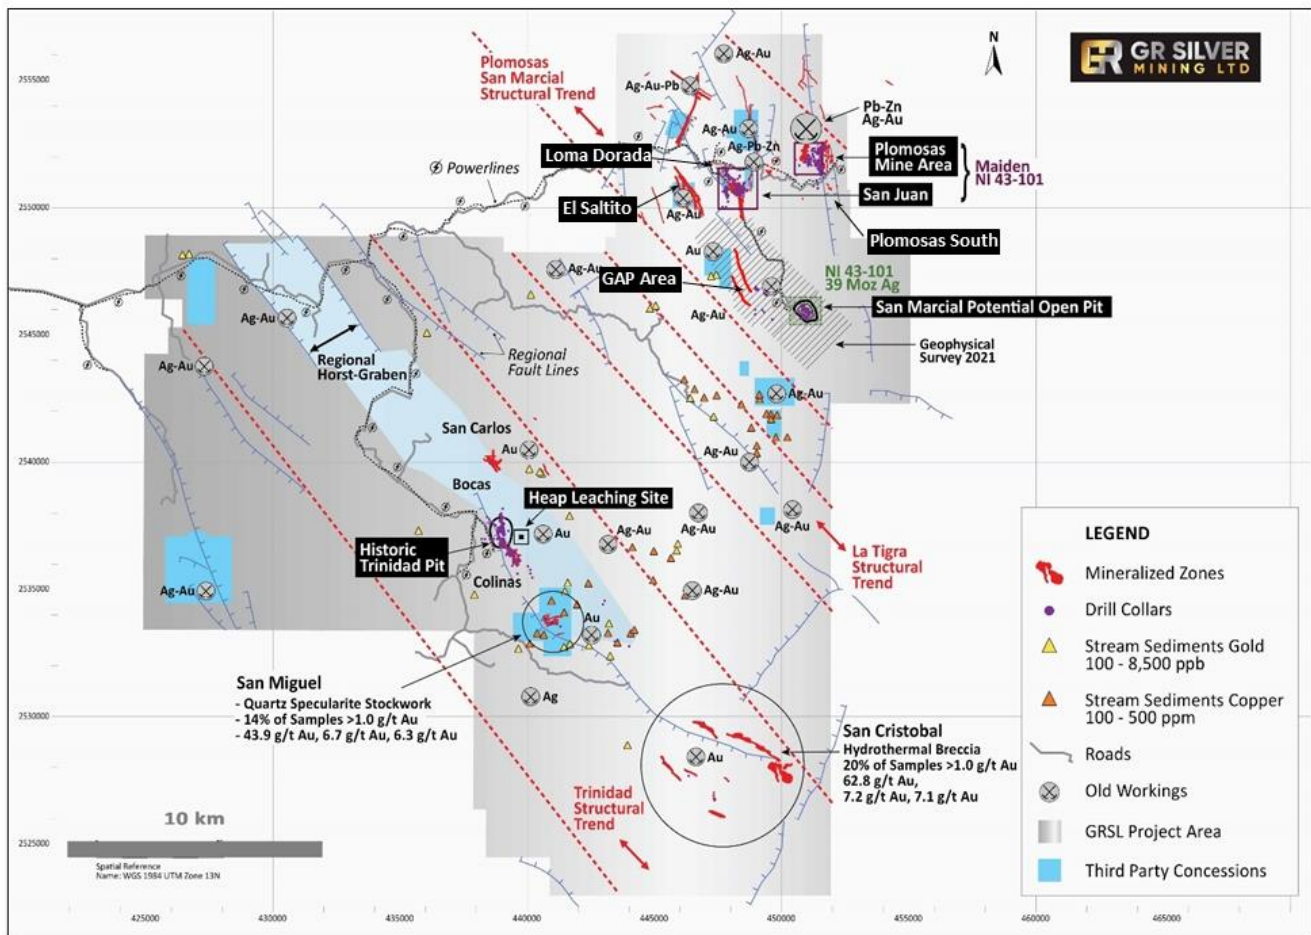 GR SILVER
MINING LTD
N
2555000
2550000
2545000
2540000
2535000
2530000
2525000
Plomosas
San Marcial
Structural Trend
Ag-Au
Ag-Au-Pb
Pb-Zn
Ag-Au
Ag-Au
Ag-Pb-Zn
Loma Dorada
Plomosas
Mine Area
Maiden
NI 43-101
Powerlines
San Juan
El Saltito
Ag-Au
Plomosas South
Au
Ag-Au
GAP Area
NI 43-101
39 Moz Ag
San Marcial Potential Open Pit
Ag-Au
Ag-Au
Geophysical
Survey 2021
Regional
Horst-Graben
Regional
Fault Lines
Ag-Au
Ag-Au
San Carlos
Au
Ag-Au
Bocas
Heap Leaching Site
Historic
Trinidad Pit
Au
Ag-Au
Ag-Au
Ag-Au
La Tigra
Structural
Trend
Colinas
Ag-Au
Ag-Au
Au
San Miguel
- Quartz Specularite Stockwork
- 14% of Samples >1.0 g/t Au
- 43.9 g/t Au, 6.7 g/t Au, 6.3 g/t Au
Ag
San Cristobal
Hydrothermal Breccia
20% of Samples >1.0 g/t Au
62.8 g/t Au,
7.2 g/t Au, 7.1 g/t Au
Au
Trinidad
Structural
Trend
10 km
Spatial Reference
Name: WGS 1984 UTM Zone 13N
LEGEND
Mineralized Zones
Drill Collars
Stream Sediments Gold
100 - 8,500 ppb
Stream Sediments Copper
100 - 500 ppm
Roads
Old Workings
GRSL Project Area
Third Party Concessions
425000
430000
435000
440000
445000
450000
455000
460000
465000